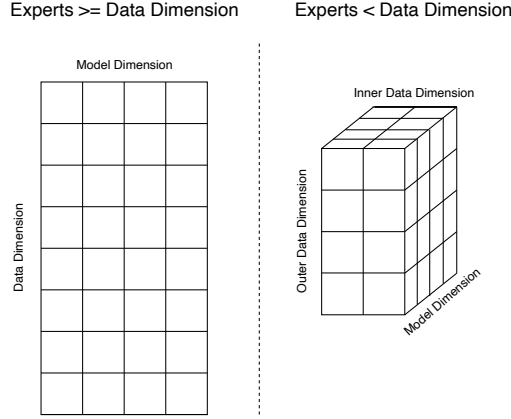 Experts >= Data Dimension
Model Dimension
Data Dimension
Experts < Data Dimension
Inner Data Dimension
Outer Data Dimension
Model Dimension